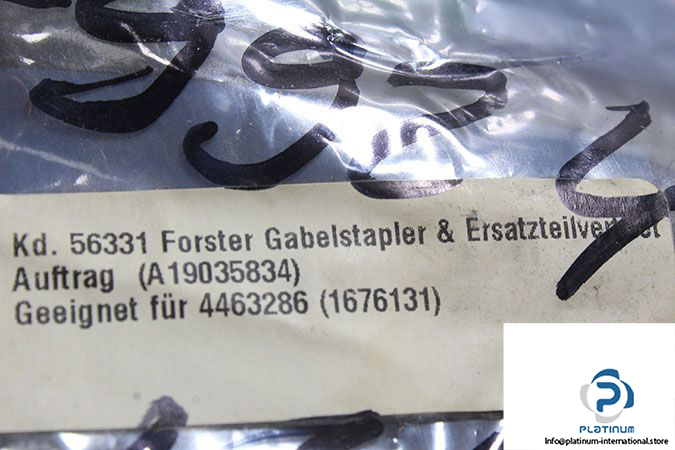 Kd. 56331 Forster Gabelstapler &
Auftrag (A19035834)
Geeignet für 4463286 (1676131)
PLATINUM
Info@platinum-international.store